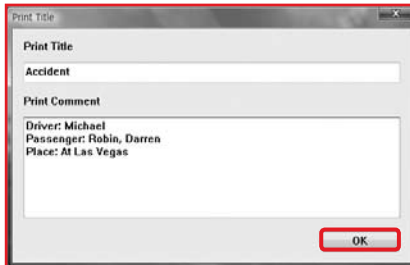 Print Title
Print Title
Accident
Print Comment
Driver: Michael
Passenger: Robin, Darren
Place: At Las Vegas
OK